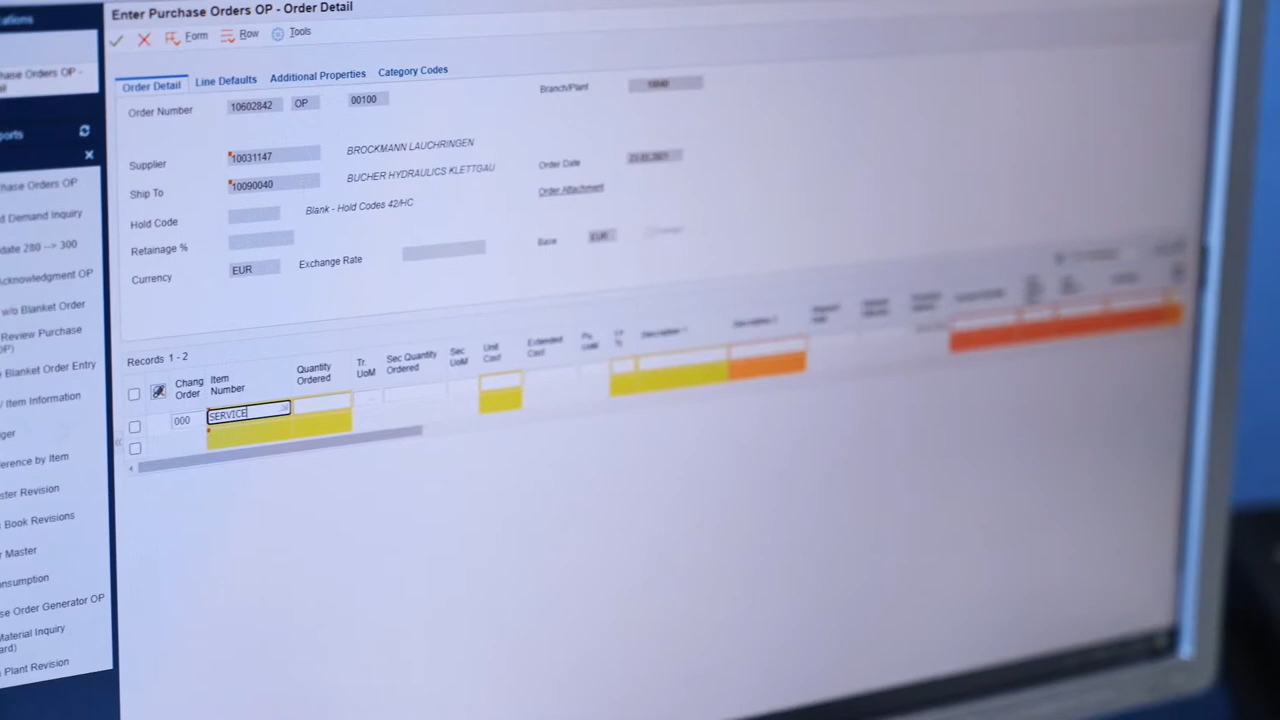 Enter Purchase Orders OP - Order Detail
Form Row Tools
Order Detail Line Defaults Additional Properties Category Codes
Order Number 10602842 OP 00100 Branch/Plant
Supplier 10031147 BROCKMANN LAUCHRINGEN Order Date
Ship To 10090040 BUCHER HYDRAULICS KLETTGAU Order Attachment
Hold Code Blank - Hold Codes 42/HC
Retainage % Base EUR
Currency EUR Exchange Rate
Records 1 - 2
Chang Order Item Number Quantity Ordered Tr. UoM Sec Quantity Ordered Sec UoM Unit Cost Extended Cost
000 SERVICE
hase Orders OP -
ports
hase Orders OP
d Demand Inquiry
date 280 --> 300
Acknowledgment OP
w/o Blanket Order
Review Purchase
OP)
Blanket Order Entry
/ Item Information
ger
erence by Item
ster Revision
Book Revisions
r Master
onsumption
se Order Generator OP
Material Inquiry
ard)
Plant Revision